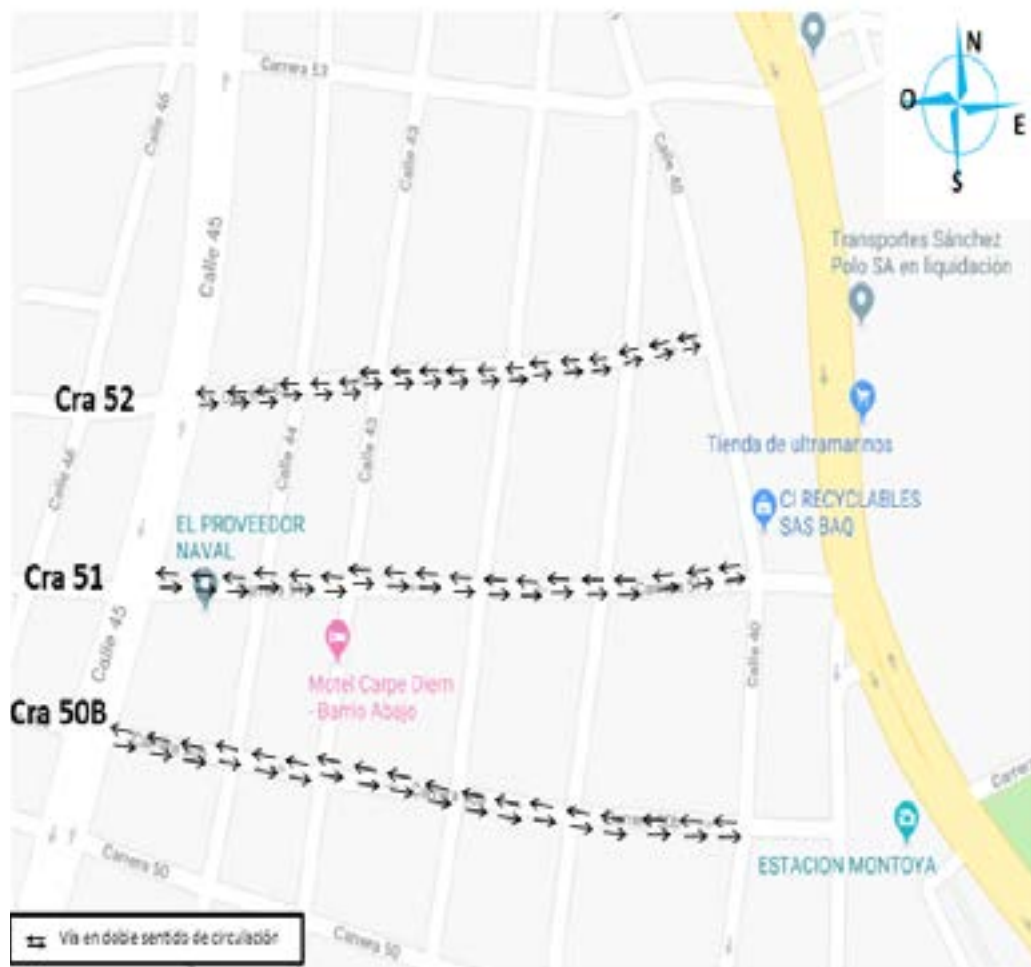 N
O
E
S
Carrera 53
Calle 46
Calle 43
Calle 40
Calle 45
Transportes Sánchez
Polo SA en liquidación
Cra 52
Tienda de ultramarinos
Calle 46
Calle 44
Calle 43
CI RECYCLABLES
SAS BAQ
EL PROVEEDOR
NAVAL
Cra 51
Calle 45
Calle 40
Motel Carpe Diem
- Barrio Abajo
Cra 50B
ESTACION MONTOYA
Carrera 50
Carrera 50
Vía en doble sentido de circulación